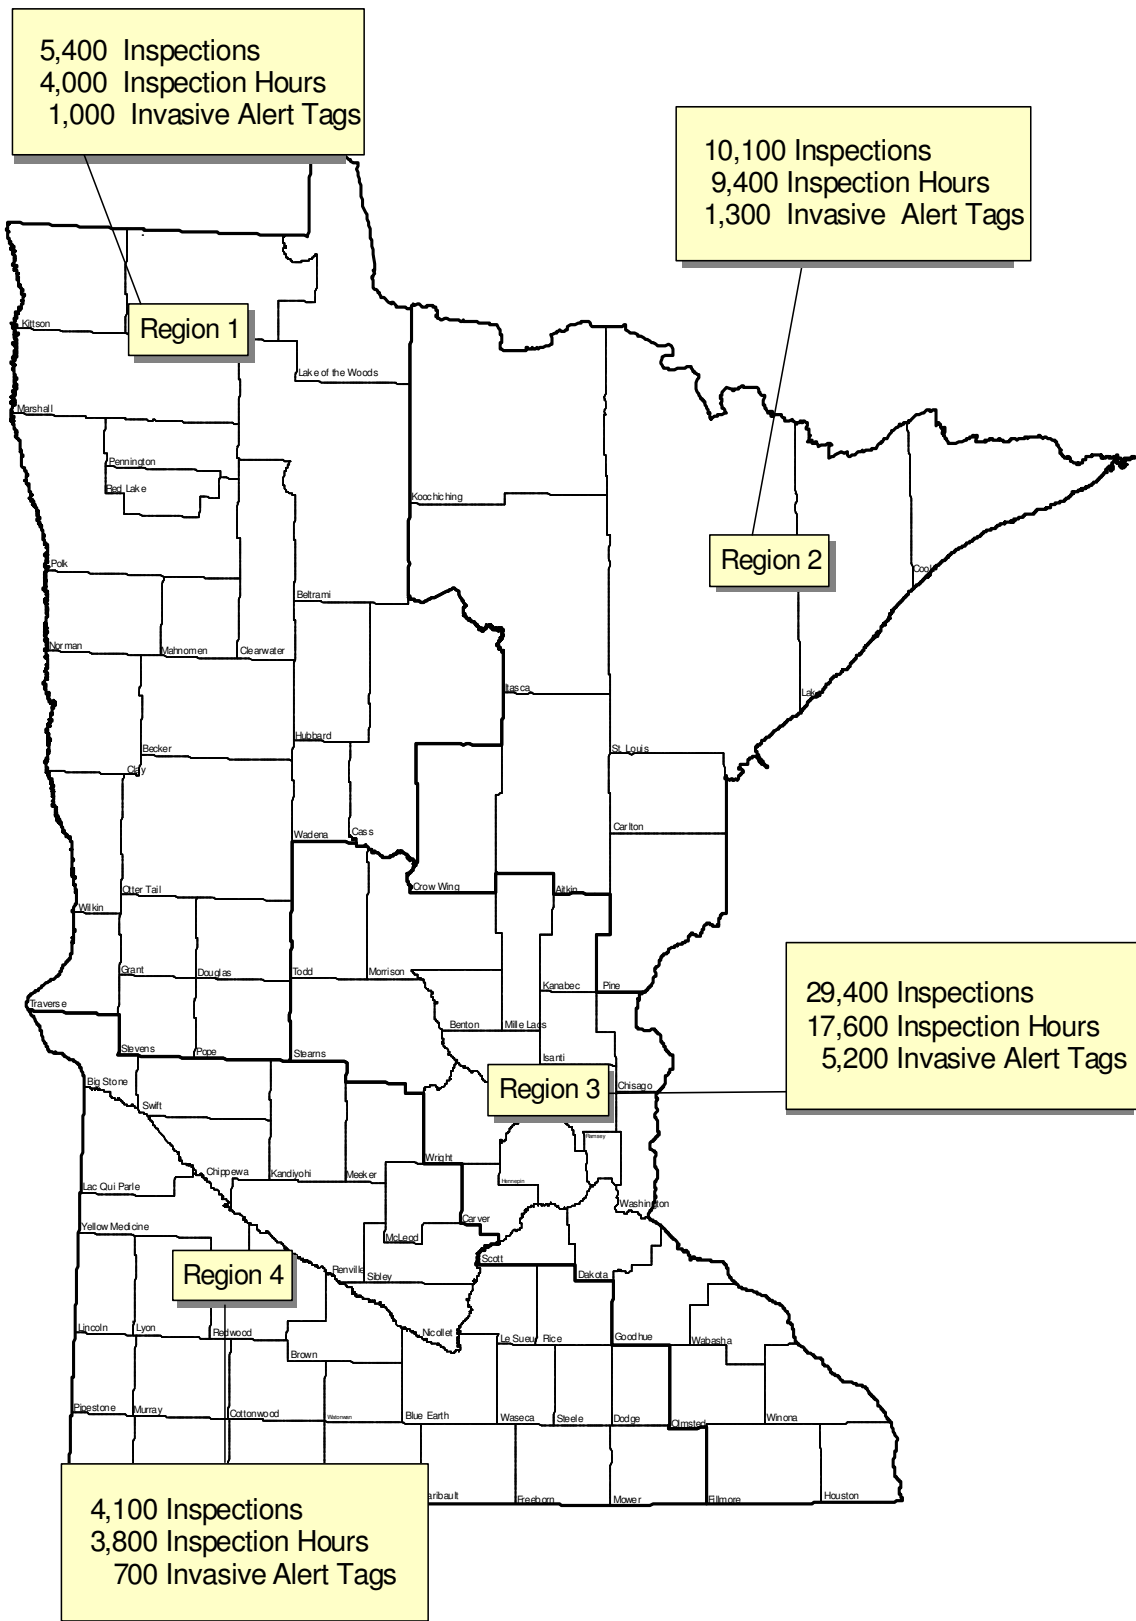 5,400 Inspections
4,000 Inspection Hours
1,000 Invasive Alert Tags
10,100 Inspections
9,400 Inspection Hours
1,300 Invasive Alert Tags
Kittson
Region 1
Lake of the Woods
Marshall
Pennington
Red Lake
Koochiching
Region 2
Polk
Cook
Beltrami
Norman
Mahnomen
Clearwater
Itasca
Lake
Hubbard
Becker
St. Louis
Clay
Carlton
Wadena
Cass
Otter Tail
Crow Wing
Aitkin
Wilkin
Grant
Douglas
Todd
Morrison
Kanabec
Pine
29,400 Inspections
17,600 Inspection Hours
5,200 Invasive Alert Tags
Traverse
Benton
Mille Lacs
Stevens
Pope
Stearns
Isanti
Big Stone
Region 3
Chisago
Swift
Ramsey
Wright
Chippewa
Kandiyohi
Meeker
Hennepin
Lac Qui Parle
Washington
Yellow Medicine
Carver
McLeod
Region 4
Renville
Sibley
Scott
Dakota
Lincoln
Lyon
Redwood
Nicollet
Le Sueur
Rice
Goodhue
Wabasha
Brown
Pipestone
Murray
Cottonwood
Watonwan
Blue Earth
Waseca
Steele
Dodge
Olmsted
Winona
aribault
Freeborn
Mower
Fillmore
Houston
4,100 Inspections
3,800 Inspection Hours
700 Invasive Alert Tags